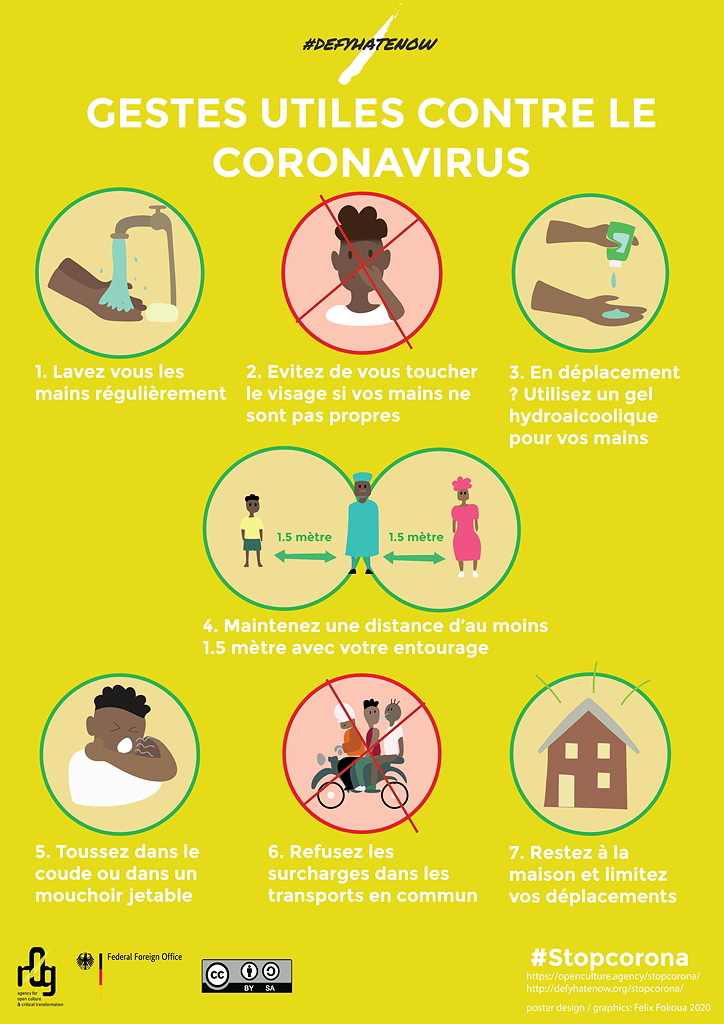 #DEFYHATENOW
GESTES UTILES CONTRE LE
CORONAVIRUS
1. Lavez vous les
mains régulièrement
2. Evitez de vous toucher
le visage si vos mains ne
sont pas propres
3. En déplacement
? Utilisez un gel
hydroalcoolique
pour vos mains
1.5 mètre
1.5 mètre
4. Maintenez une distance d'au moins
1.5 mètre avec votre entourage
5. Toussez dans le
coude ou dans un
mouchoir jetable
6. Refusez les
surcharges dans les
transports en commun
7. Restez à la
maison et limitez
vos déplacements
r0g
agency for
open culture
& critical transformation
Federal Foreign Office
cc
BY SA
#Stopcorona
https://openculture.agency/stopcorona/
http://defyhatenow.org/stopcorona/
poster design / graphics: Felix Fokoua 2020